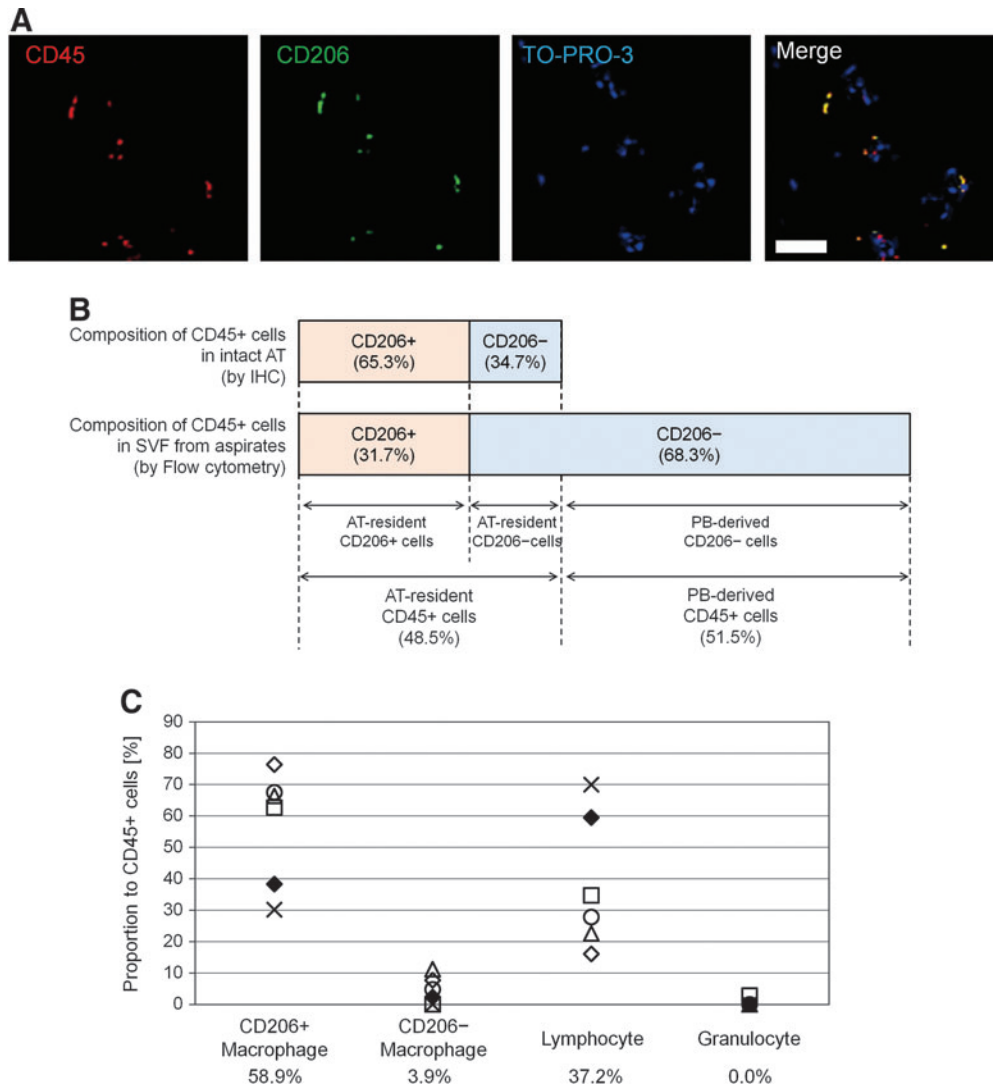 A
CD45
CD206
TO-PRO-3
Merge
B
Composition of CD45+ cells
in intact AT
(by IHC)
CD206+
(65.3%)
CD206−
(34.7%)
Composition of CD45+ cells
in SVF from aspirates
(by Flow cytometry)
CD206+
(31.7%)
CD206−
(68.3%)
AT-resident
CD206+ cells
AT-resident
CD206−cells
PB-derived
CD206− cells
AT-resident
CD45+ cells
(48.5%)
PB-derived
CD45+ cells
(51.5%)
C
Proportion to CD45+ cells [%]
90
80
70
60
50
40
30
20
10
0
CD206+
Macrophage
58.9%
CD206−
Macrophage
3.9%
Lymphocyte
37.2%
Granulocyte
0.0%